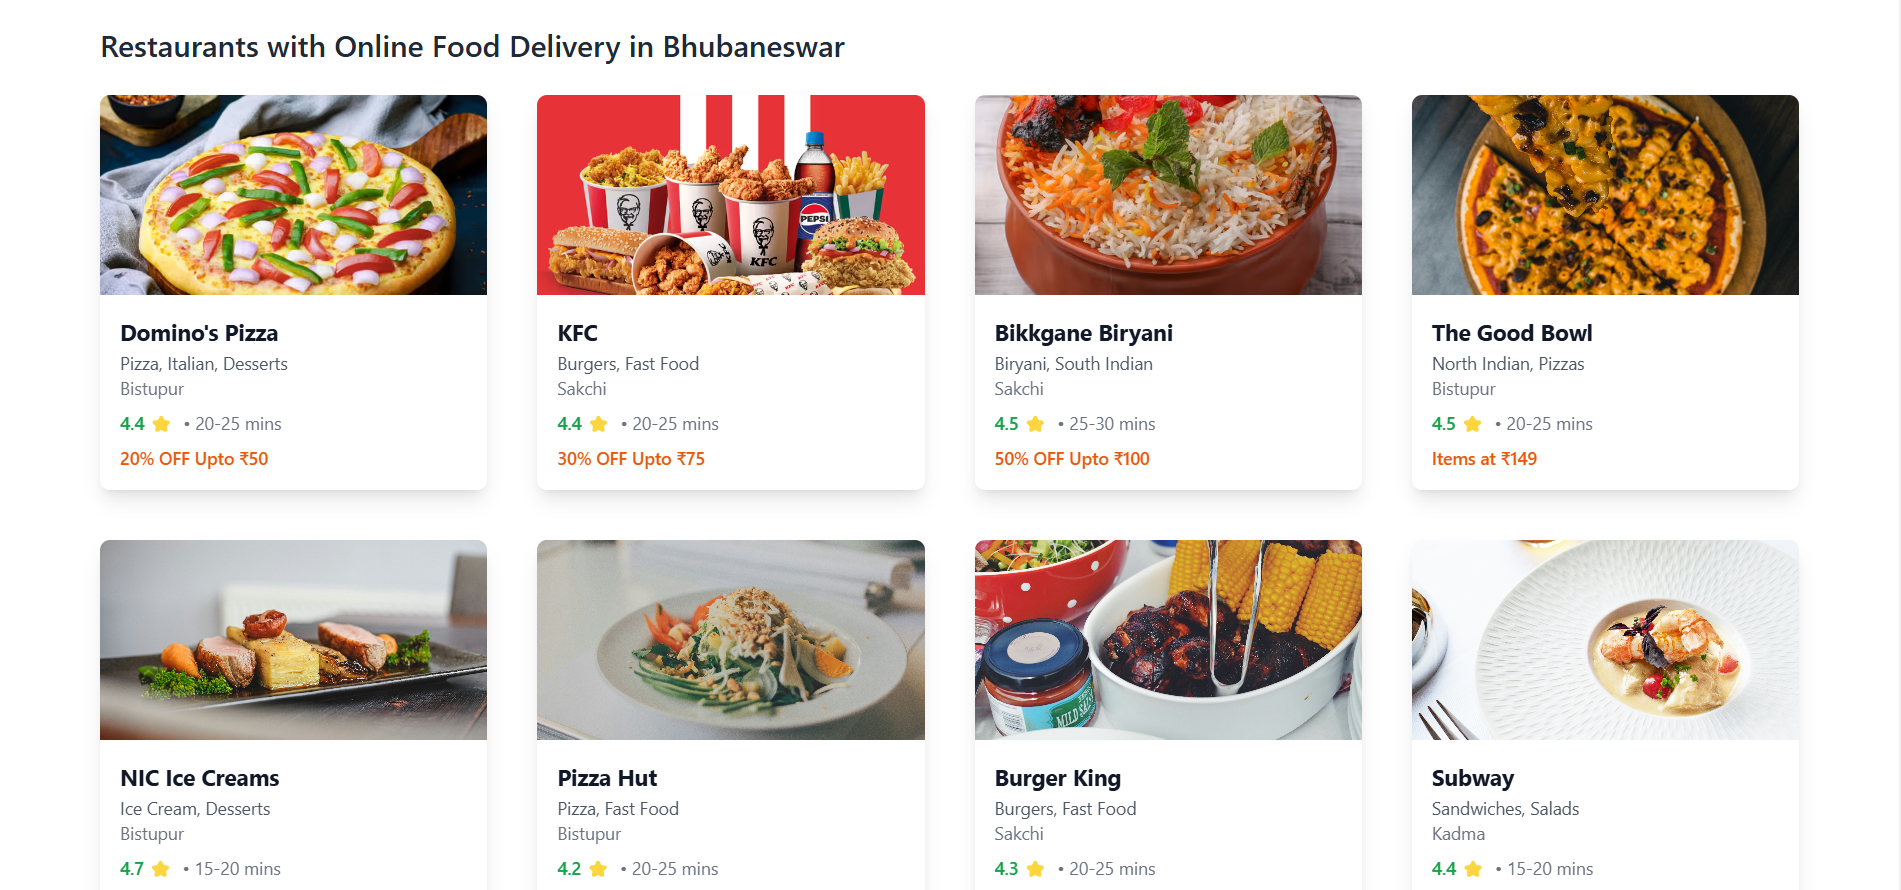 Restaurants with Online Food Delivery in Bhubaneswar
KFC
PEPSI
Domino's Pizza
Pizza, Italian, Desserts
Bistupur
4.4 • 20-25 mins
20% OFF Upto ₹50
KFC
Burgers, Fast Food
Sakchi
4.4 • 20-25 mins
30% OFF Upto ₹75
Bikkgane Biryani
Biryani, South Indian
Sakchi
4.5 • 25-30 mins
50% OFF Upto ₹100
The Good Bowl
North Indian, Pizzas
Bistupur
4.5 • 20-25 mins
Items at ₹149
MILD
NIC Ice Creams
Ice Cream, Desserts
Bistupur
4.7 • 15-20 mins
Pizza Hut
Pizza, Fast Food
Bistupur
4.2 • 20-25 mins
Burger King
Burgers, Fast Food
Sakchi
4.3 • 20-25 mins
Subway
Sandwiches, Salads
Kadma
4.4 • 15-20 mins